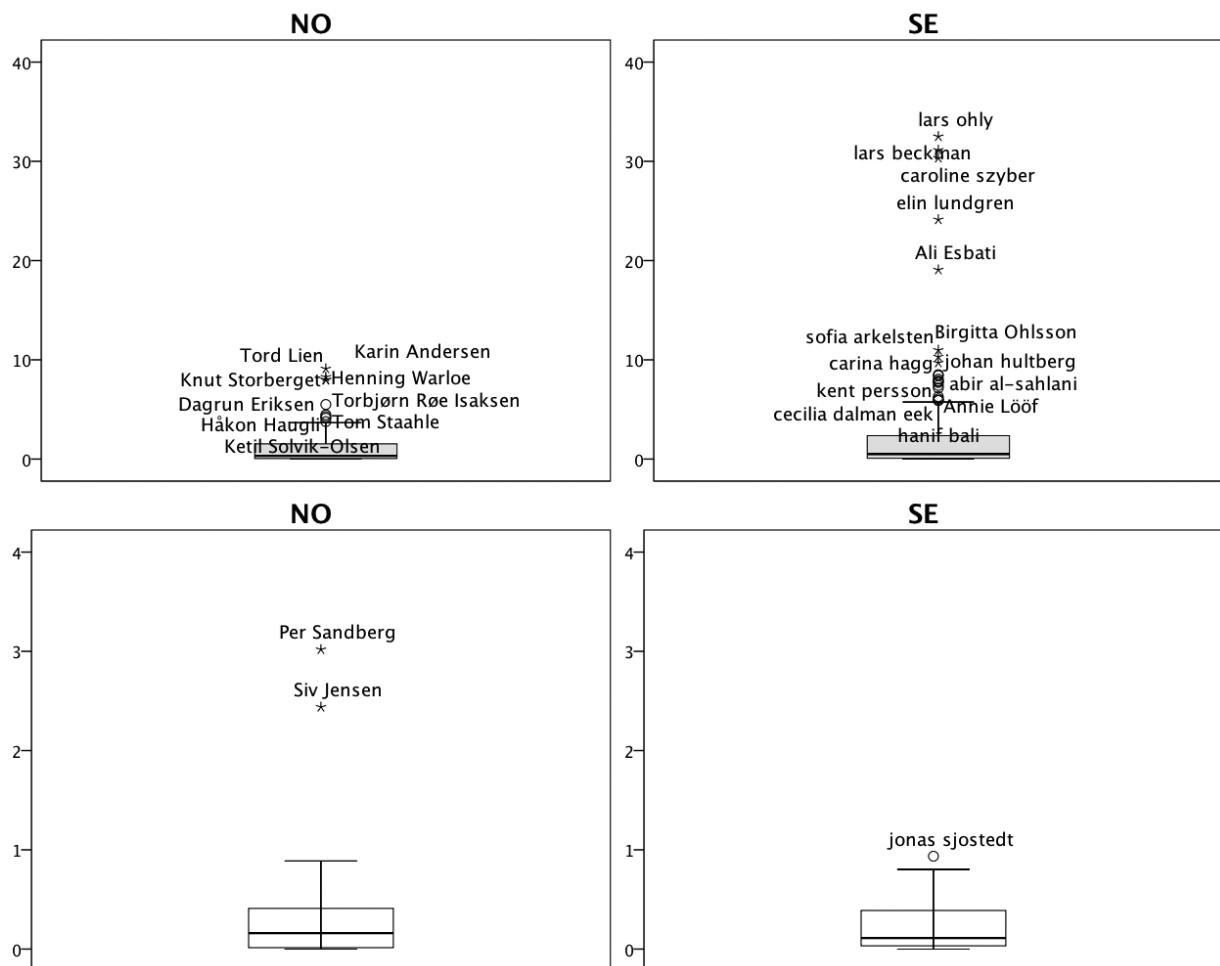 NO
SE
40
30
20
10
0
Tord Lien
Karin Andersen
Knut Storberget
Henning Warloe
Dagrun Eriksen
Torbjørn Røe Isaksen
Håkon Haugli
Tom Staahle
Ketil Solvik-Olsen
40
30
20
10
0
lars ohly
lars beckman
caroline szyber
elin lundgren
Ali Esbati
sofia arkelsten
Birgitta Ohlsson
carina hagg
johan hultberg
kent persson
abir al-sahlani
cecilia dalman eek
Annie Lööf
hanif bali
NO
SE
4
3
2
1
0
Per Sandberg
Siv Jensen
4
3
2
1
0
jonas sjostedt